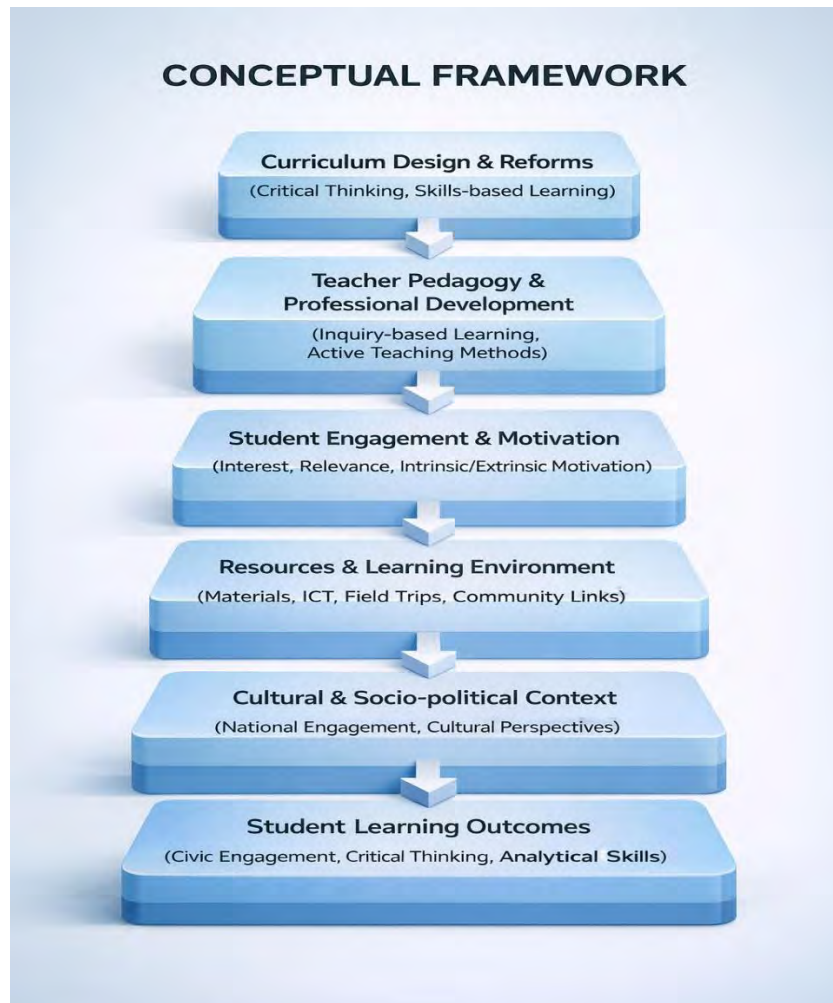 CONCEPTUAL FRAMEWORK
Curriculum Design & Reforms
(Critical Thinking, Skills-based Learning)
Teacher Pedagogy &
Professional Development
(Inquiry-based Learning,
Active Teaching Methods)
Student Engagement & Motivation
(Interest, Relevance, Intrinsic/Extrinsic Motivation)
Resources & Learning Environment
(Materials, ICT, Field Trips, Community Links)
Cultural & Socio-political Context
(National Engagement, Cultural Perspectives)
Student Learning Outcomes
(Civic Engagement, Critical Thinking, Analytical Skills)